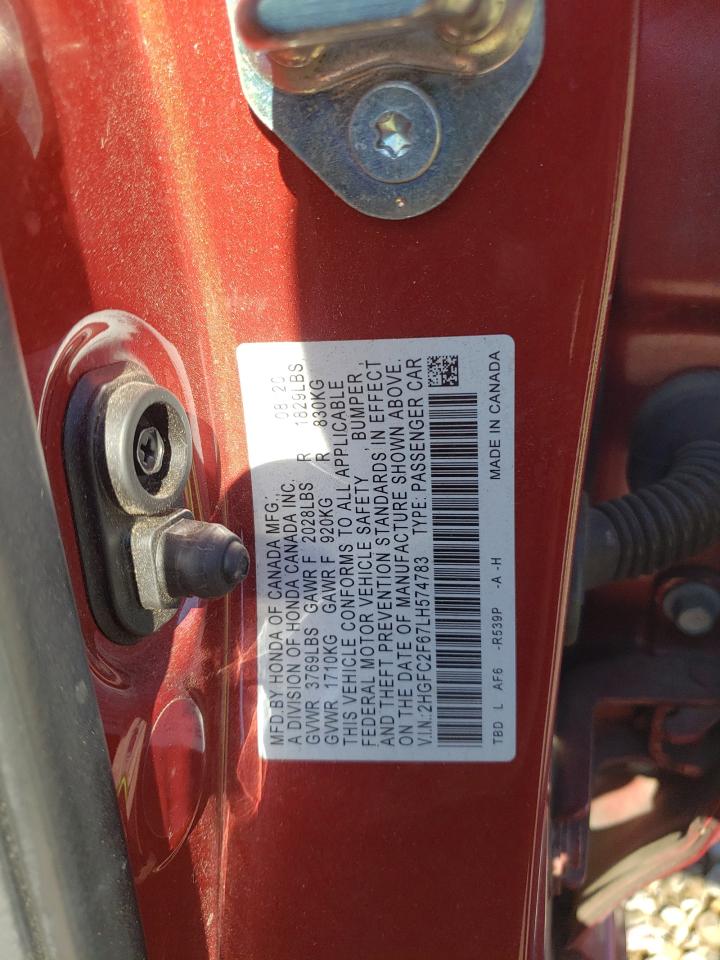 MFD.BY HONDA OF CANADA MFG., 08 20
A DIVISION OF HONDA CANADA INC.
GVWR 3769LBS GAWR F 2028LBS R 1829LBS
GVWR 1710KG GAWR F 920KG R 830KG
THIS VEHICLE CONFORMS TO ALL APPLICABLE
FEDERAL MOTOR VEHICLE SAFETY , BUMPER ,
AND THEFT PREVENTION STANDARDS IN EFFECT
ON THE DATE OF MANUFACTURE SHOWN ABOVE.
V.I.N.:2HGFC2F67LH574783 TYPE: PASSENGER CAR
TBD L AF6 -R539P -A -H MADE IN CANADA